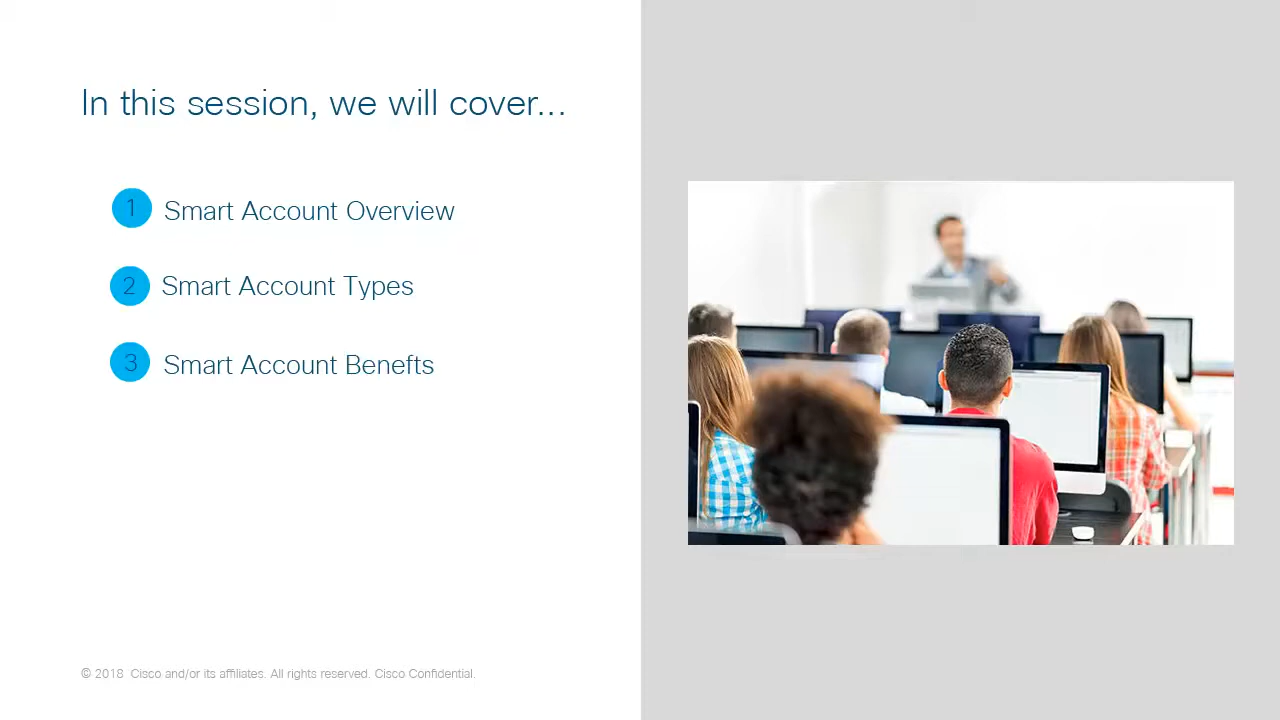 In this session, we will cover...
1 Smart Account Overview
2 Smart Account Types
3 Smart Account Benefts
© 2018 Cisco and/or its affiliates. All rights reserved. Cisco Confidential.